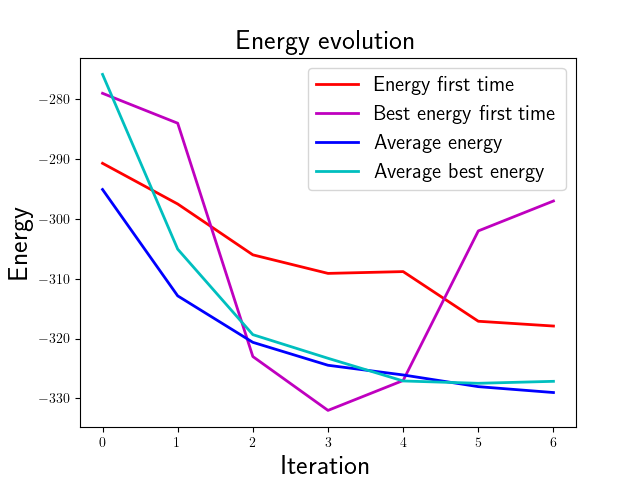 Energy evolution
Energy first time
Best energy first time
Average energy
Average best energy
Energy
−280
−290
−300
−310
−320
−330
0 1 2 3 4 5 6
Iteration